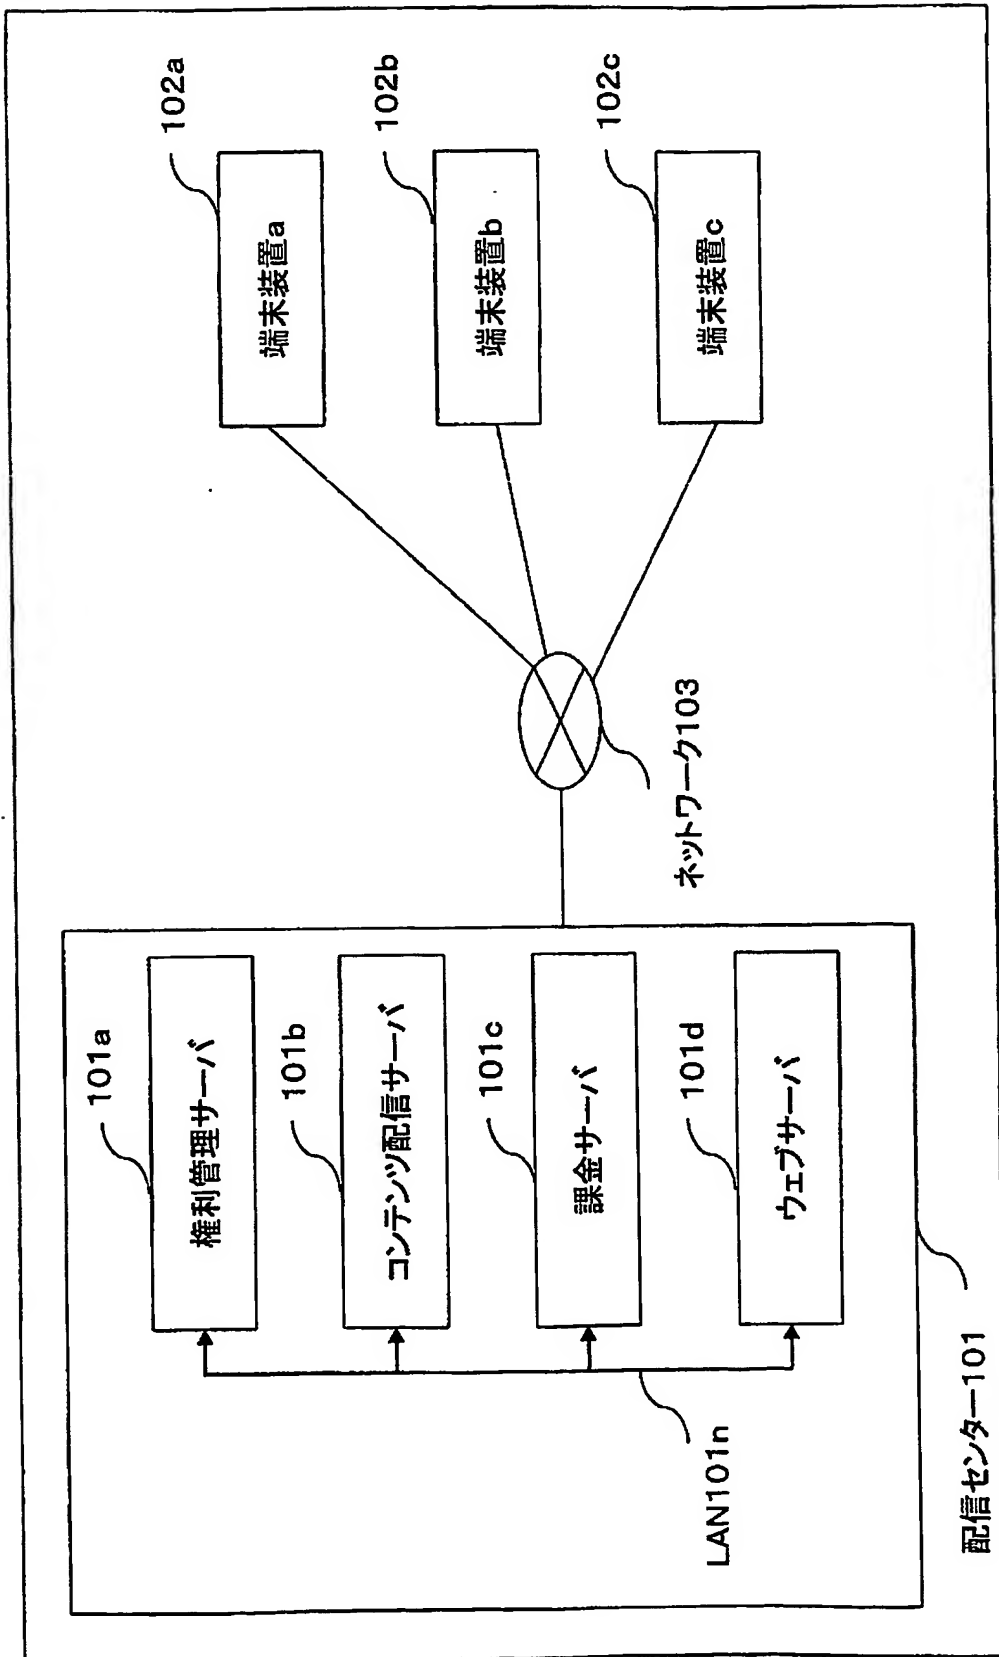 101a
権利管理サーバ
101b
コンテンツ配信サーバ
101c
課金サーバ
101d
ウェブサーバ
LAN101n
配信センター101
ネットワーク103
102a
端末装置a
102b
端末装置b
102c
端末装置c